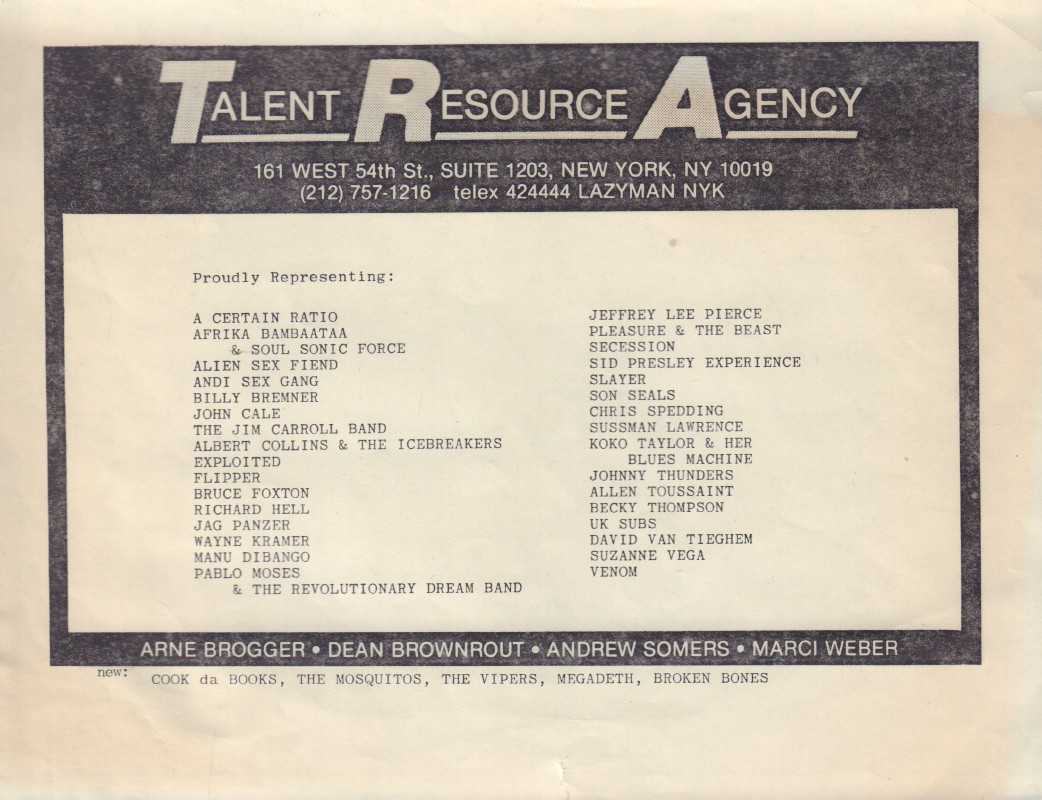 TALENT RESOURCE AGENCY
161 WEST 54th St., SUITE 1203, NEW YORK, NY 10019
(212) 757-1216 telex 424444 LAZYMAN NYK
Proudly Representing:
A CERTAIN RATIO
AFRIKA BAMBAATAA
& SOUL SONIC FORCE
ALIEN SEX FIEND
ANDI SEX GANG
BILLY BREMNER
JOHN CALE
THE JIM CARROLL BAND
ALBERT COLLINS & THE ICEBREAKERS
EXPLOITED
FLIPPER
BRUCE FOXTON
RICHARD HELL
JAG PANZER
WAYNE KRAMER
MANU DIBANGO
PABLO MOSES
& THE REVOLUTIONARY DREAM BAND
JEFFREY LEE PIERCE
PLEASURE & THE BEAST
SECESSION
SID PRESLEY EXPERIENCE
SLAYER
SON SEALS
CHRIS SPEDDING
SUSSMAN LAWRENCE
KOKO TAYLOR & HER
BLUES MACHINE
JOHNNY THUNDERS
ALLEN TOUSSAINT
BECKY THOMPSON
UK SUBS
DAVID VAN TIEGHEM
SUZANNE VEGA
VENOM
ARNE BROGGER • DEAN BROWNROUT • ANDREW SOMERS • MARCI WEBER
new: COOK da BOOKS, THE MOSQUITOS, THE VIPERS, MEGADETH, BROKEN BONES